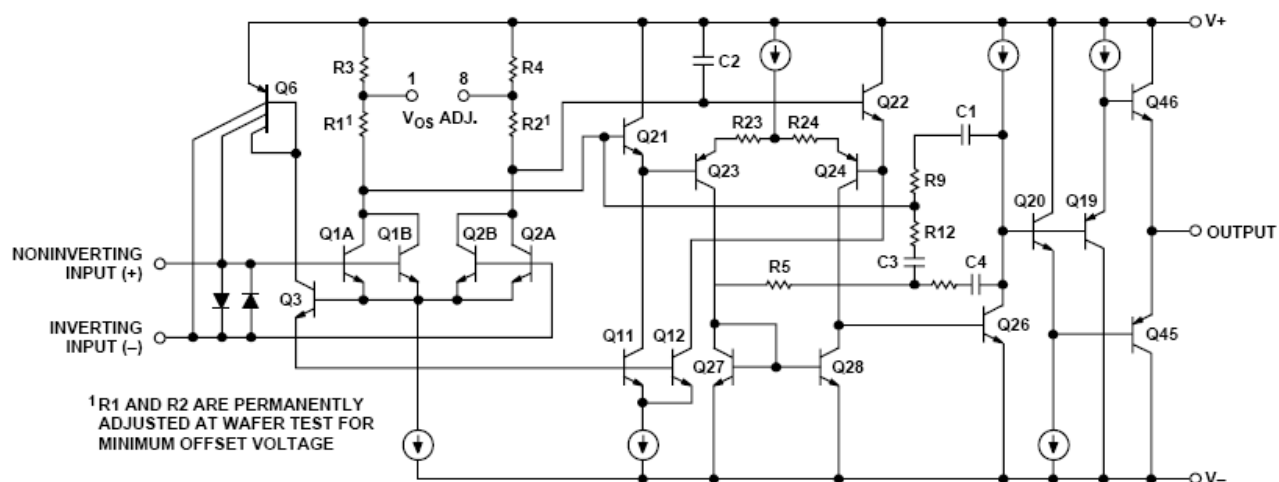 V+
R3
1
8
R4
C2
Q6
R1¹
V_OS ADJ.
R2¹
Q22
Q46
R23
R24
C1
Q21
Q23
Q24
R9
Q20
Q19
R12
OUTPUT
Q1A
Q1B
Q2B
Q2A
NONINVERTING
INPUT (+)
C3
R5
C4
Q3
Q26
Q45
INVERTING
INPUT (–)
Q11
Q12
Q27
Q28
¹R1 AND R2 ARE PERMANENTLY
ADJUSTED AT WAFER TEST FOR
MINIMUM OFFSET VOLTAGE
V–